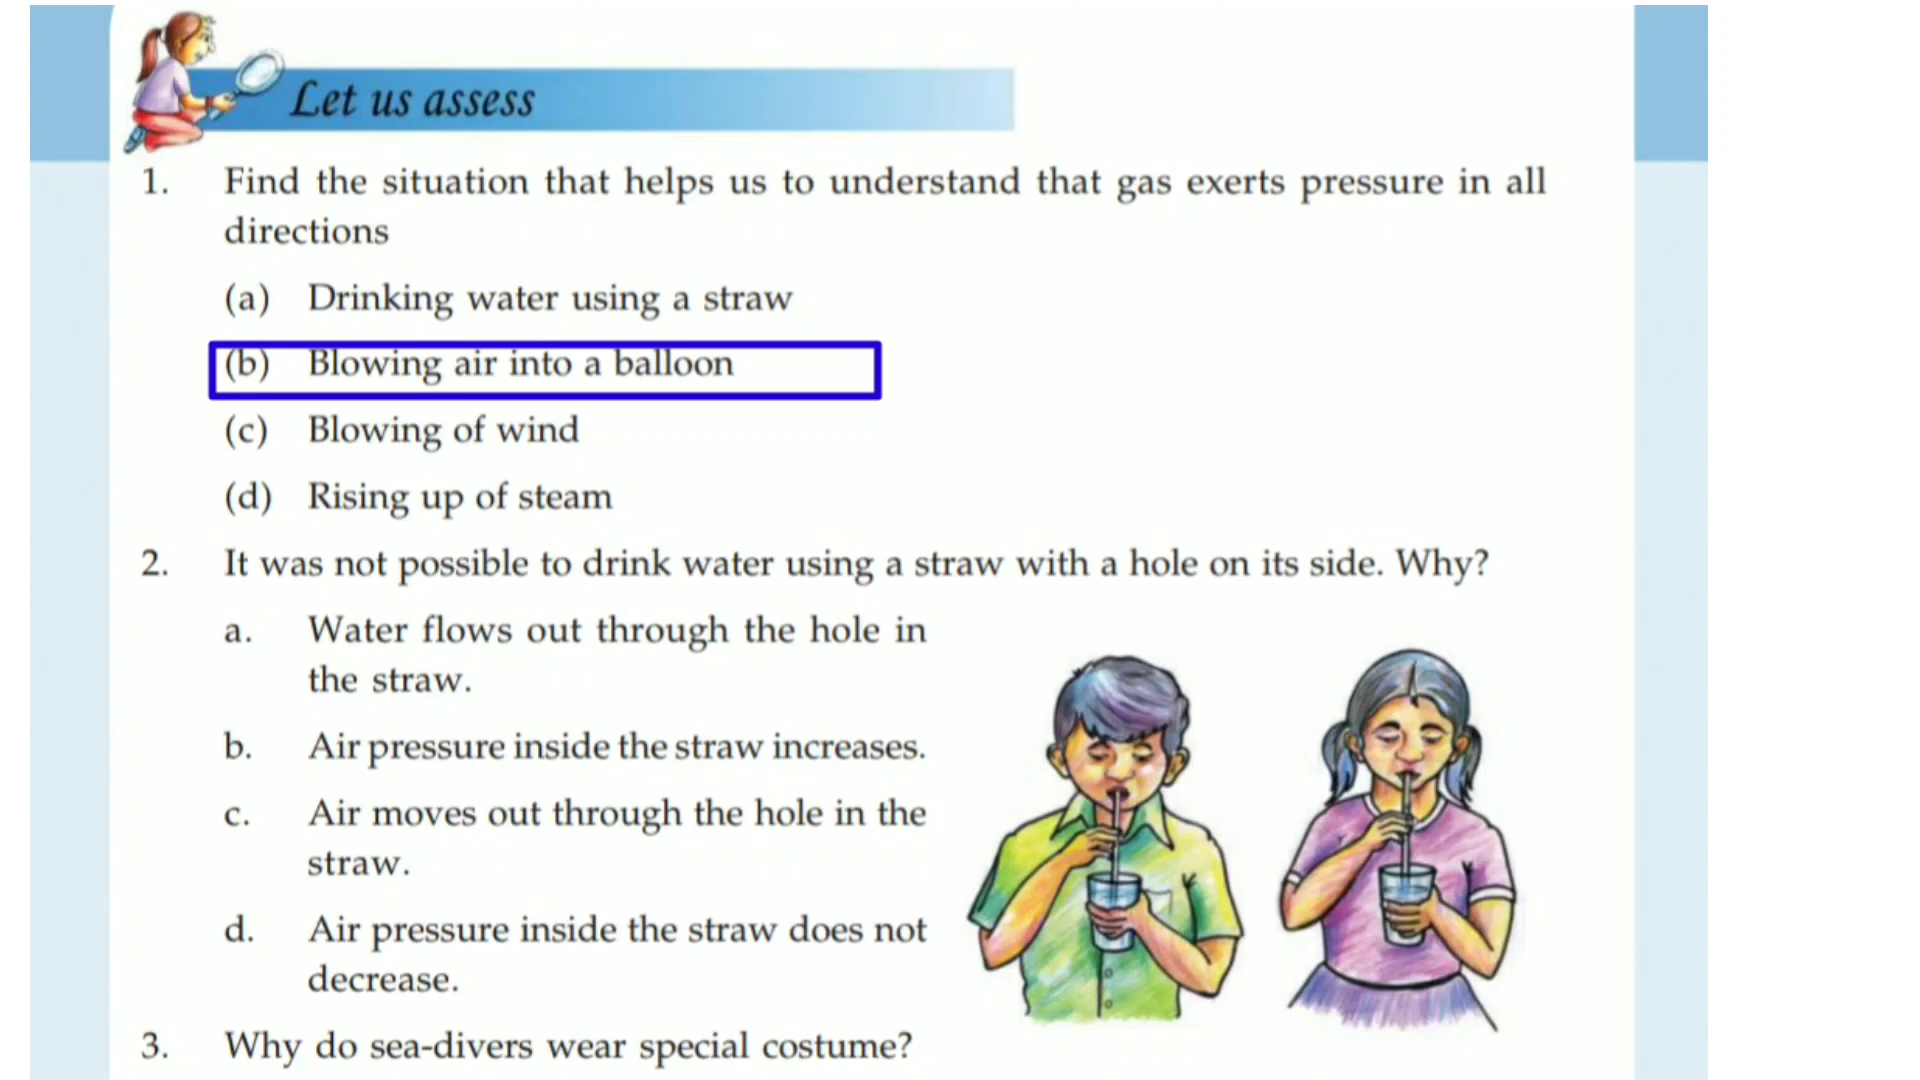 Let us assess
1. Find the situation that helps us to understand that gas exerts pressure in all
directions
(a) Drinking water using a straw
(b) Blowing air into a balloon
(c) Blowing of wind
(d) Rising up of steam
2. It was not possible to drink water using a straw with a hole on its side. Why?
a. Water flows out through the hole in
the straw.
b. Air pressure inside the straw increases.
c. Air moves out through the hole in the
straw.
d. Air pressure inside the straw does not
decrease.
3. Why do sea-divers wear special costume?